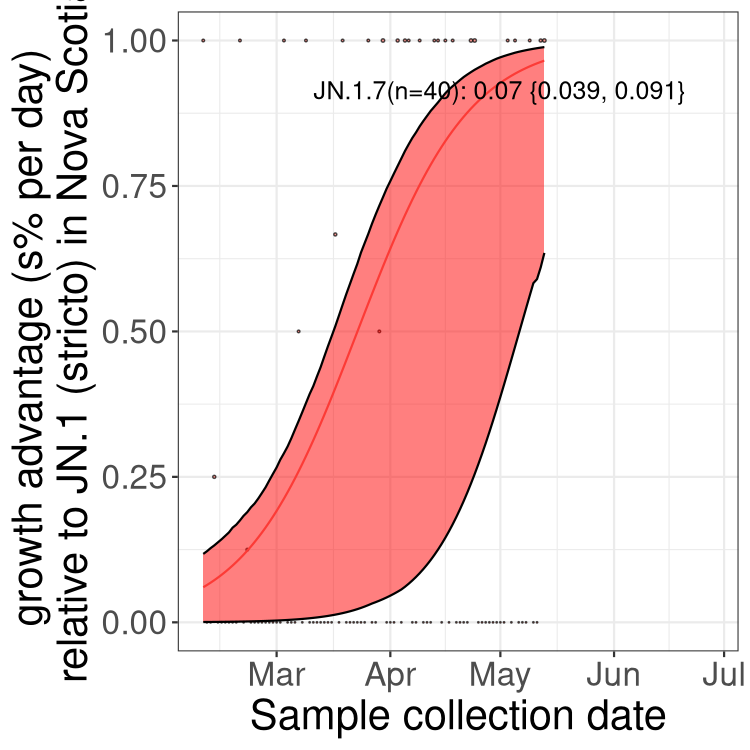 growth advantage (s% per day)
relative to JN.1 (stricto) in Nova Scotia
1.00
0.75
0.50
0.25
0.00
JN.1.7(n=40): 0.07 {0.039, 0.091}
Mar Apr May Jun Jul
Sample collection date